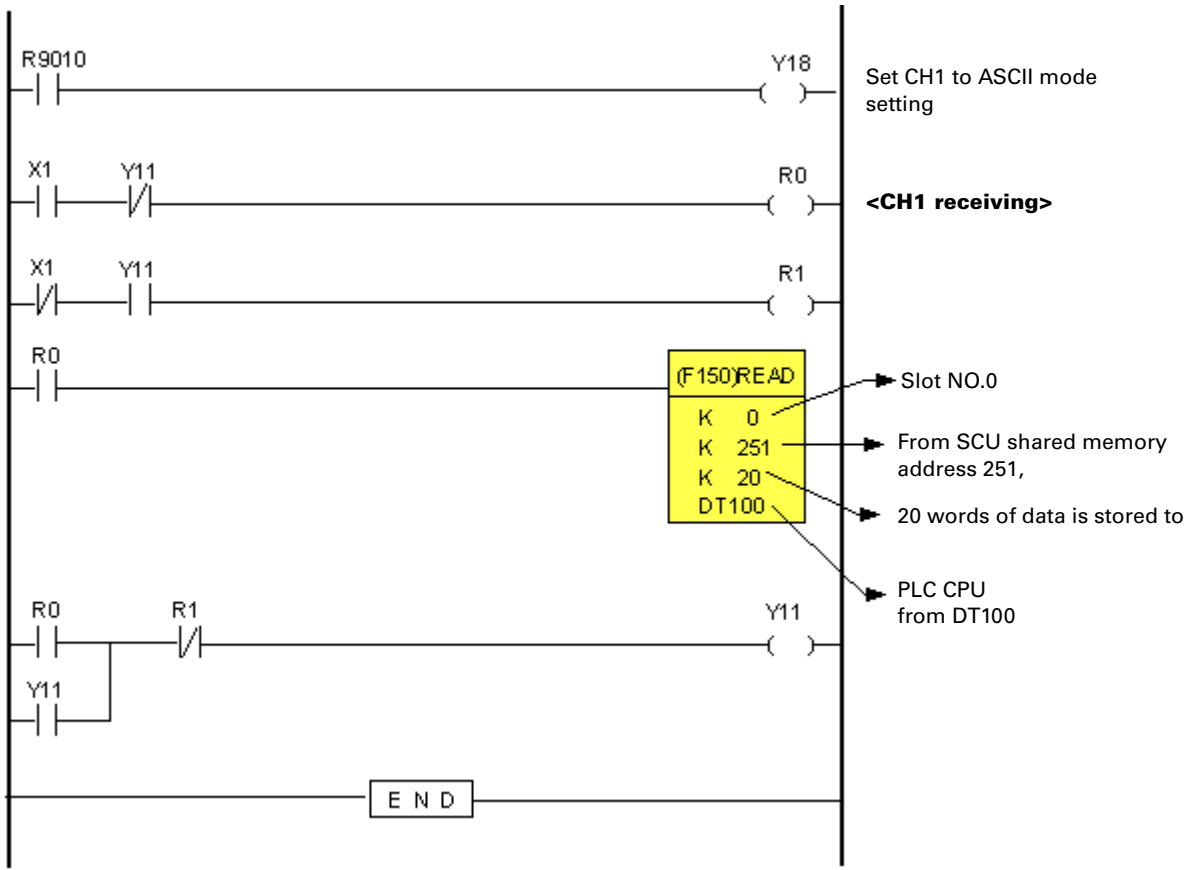 R9010
Y18
Set CH1 to ASCII mode
setting
X1 Y11
R0
<CH1 receiving>
X1 Y11
R1
R0
(F150)READ
K 0
K 251
K 20
DT100
Slot NO.0
From SCU shared memory
address 251,
20 words of data is stored to
PLC CPU
from DT100
R0 R1
Y11
Y11
E N D